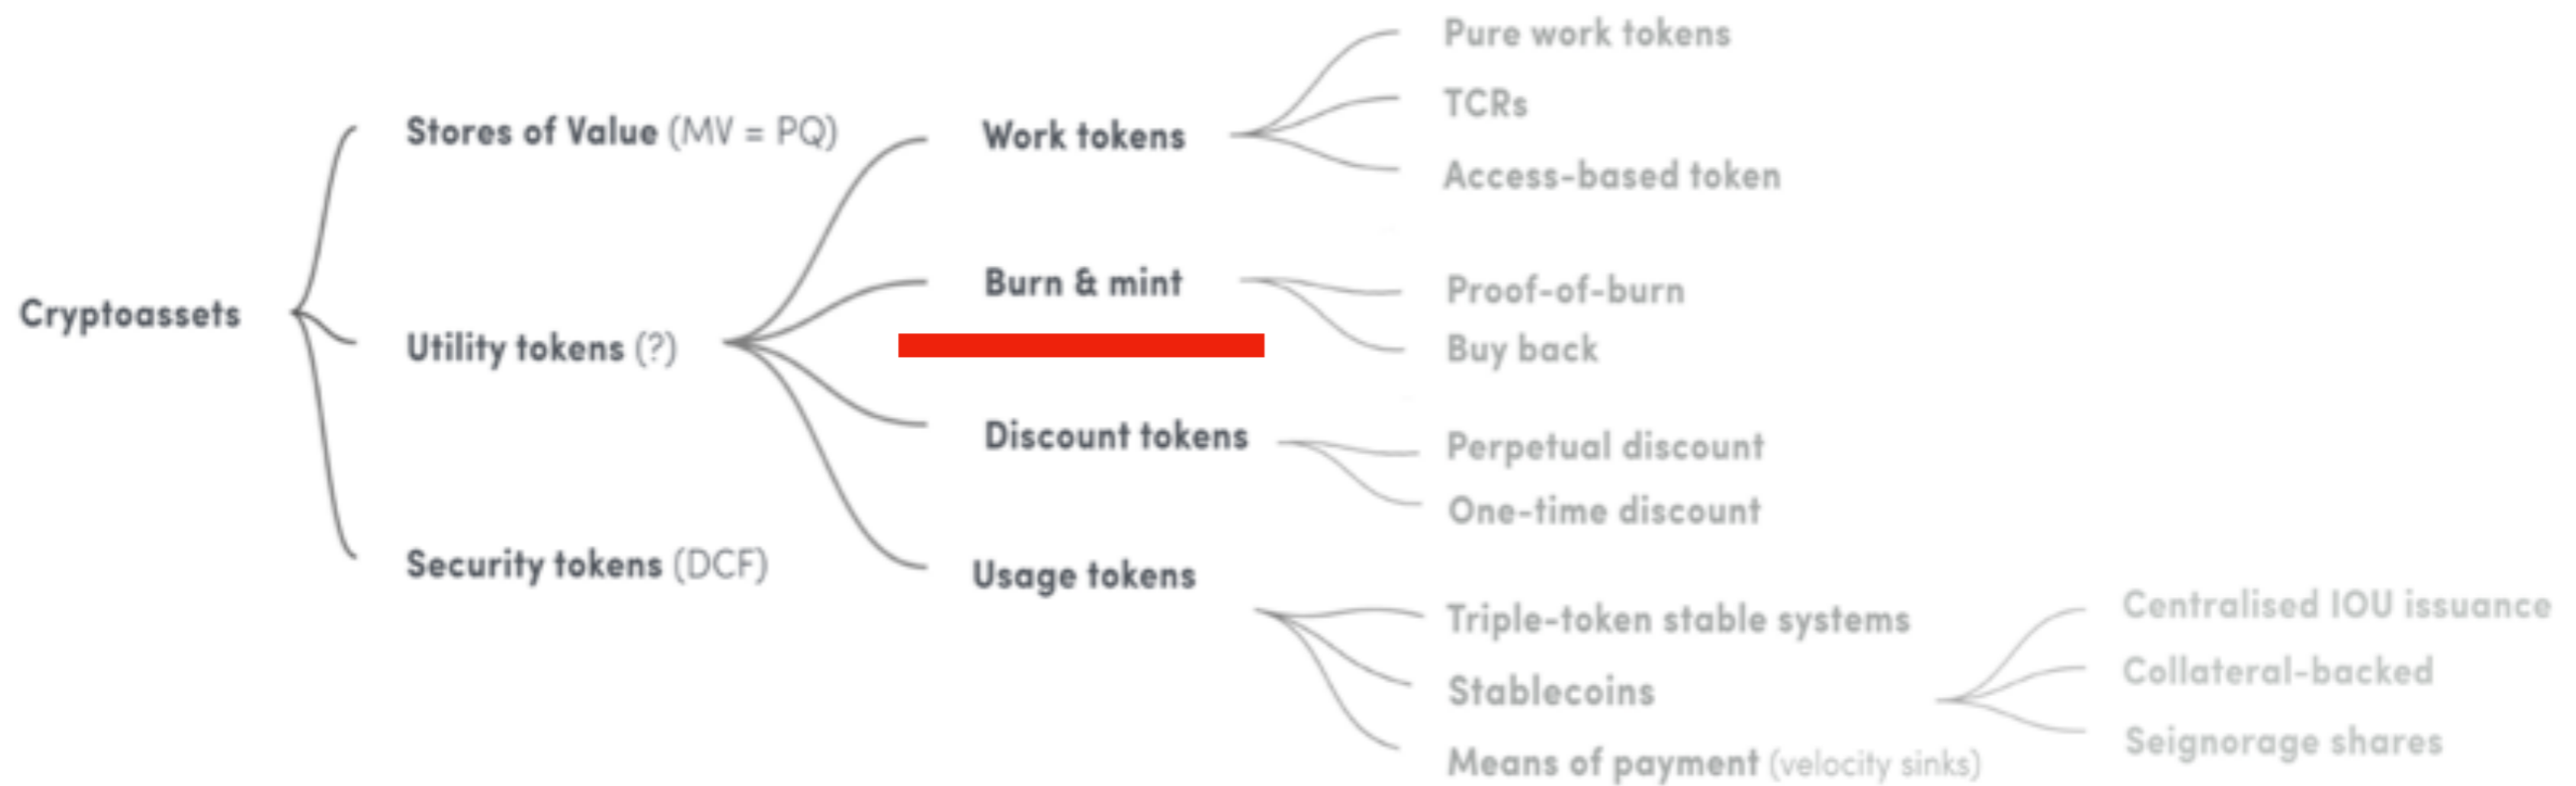 Cryptoassets
Stores of Value (MV = PQ)
Utility tokens (?)
Security tokens (DCF)
Work tokens
Burn & mint
Discount tokens
Usage tokens
Pure work tokens
TCRs
Access-based token
Proof-of-burn
Buy back
Perpetual discount
One-time discount
Triple-token stable systems
Stablecoins
Means of payment (velocity sinks)
Centralised IOU issuance
Collateral-backed
Seignorage shares